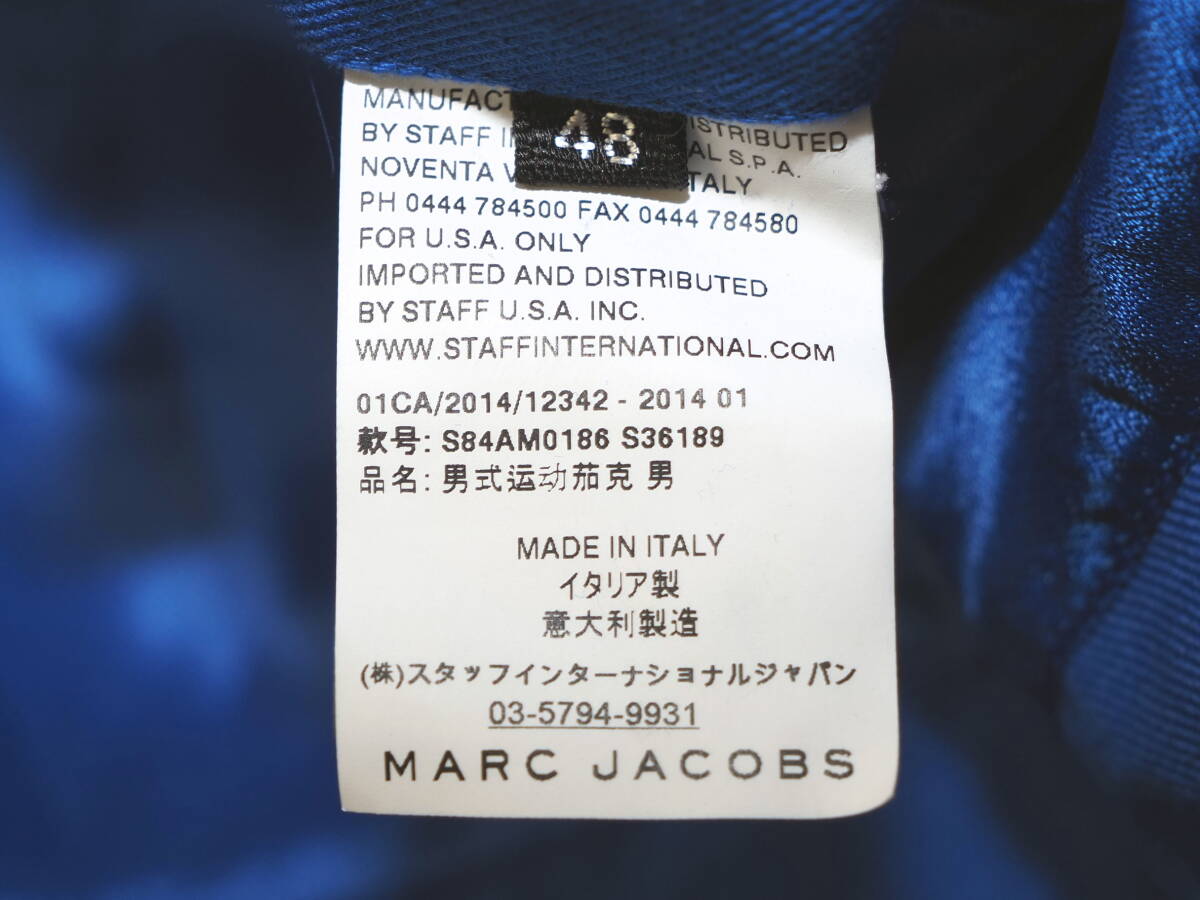 48
MANUFACT ISTRIBUTED
BY STAFF I AL S.P.A.
NOVENTA V TALY
PH 0444 784500 FAX 0444 784580
FOR U.S.A. ONLY
IMPORTED AND DISTRIBUTED
BY STAFF U.S.A. INC.
WWW.STAFFINTERNATIONAL.COM
01CA/2014/12342 - 2014 01
款号: S84AM0186 S36189
品名: 男式运动茄克 男
MADE IN ITALY
イタリア製
意大利製造
(株)スタッフインターナショナルジャパン
03-5794-9931
MARC JACOBS